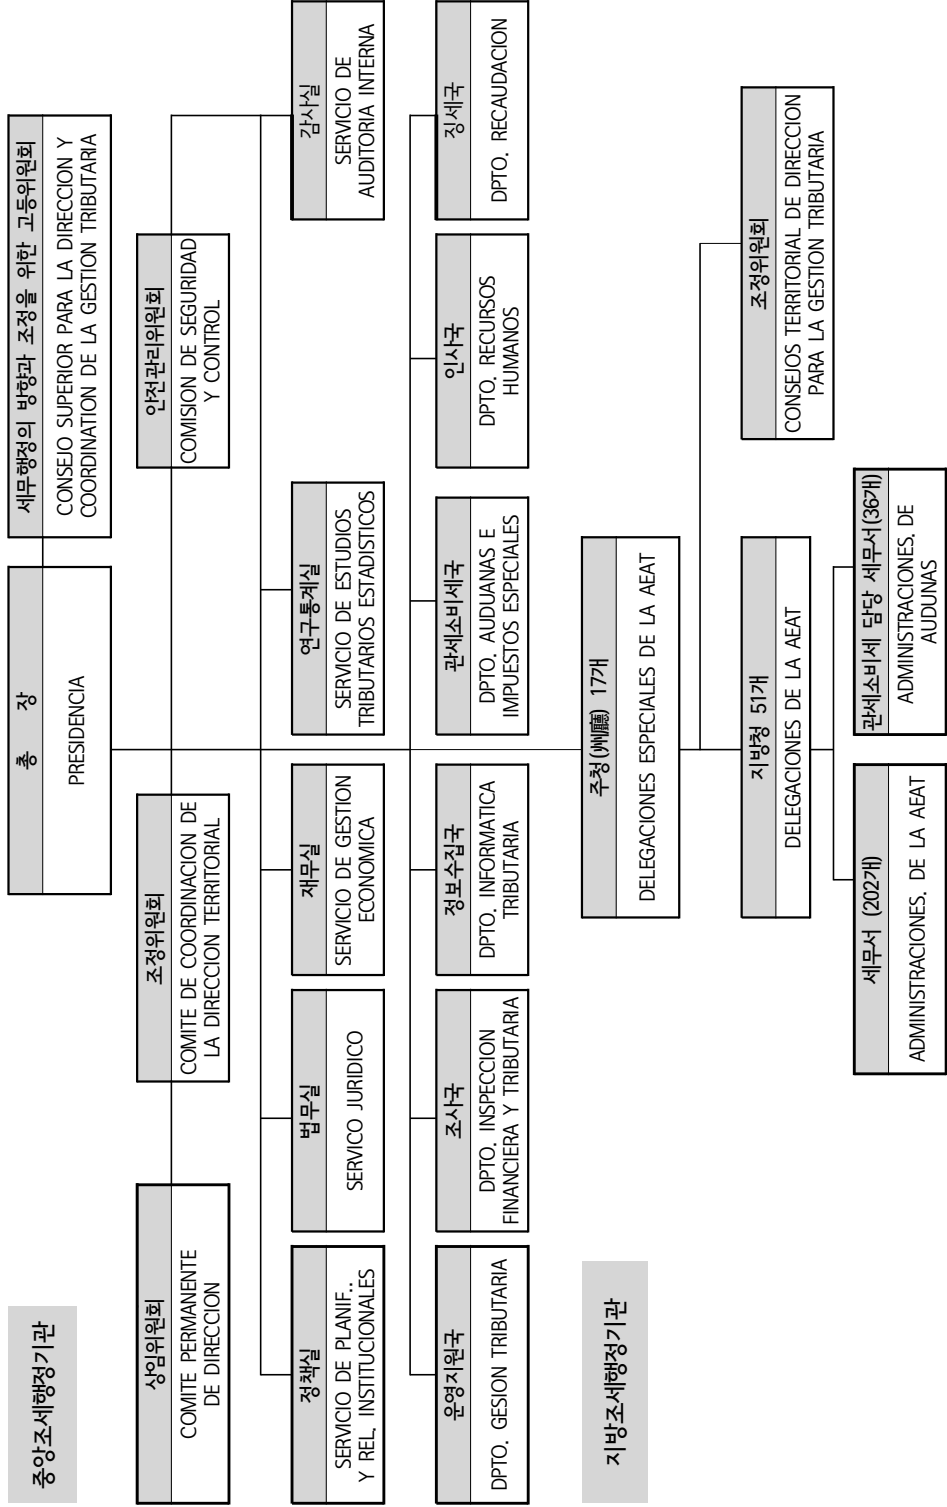 중앙조세행정기관
총 장
PRESIDENCIA
세무행정의 방향과 조정을 위한 고등위원회
CONSEJO SUPERIOR PARA LA DIRECCION Y
COORDINATION DE LA GESTION TRIBUTARIA
상임위원회
COMITE PERMANENTE
DE DIRECCION
조정위원회
COMITE DE COORDINACION DE
LA DIRECCION TERRITORIAL
안전관리위원회
COMISION DE SEGURIDAD
Y CONTROL
정책실
SERVICIO DE PLANIF..
Y REL. INSTITUCIONALES
법무실
SERVICO JURIDICO
재무실
SERVICIO DE GESTION
ECONOMICA
연구통계실
SERVICIO DE ESTUDIOS
TRIBUTARIOS ESTADISTICOS
감사실
SERVICIO DE
AUDITORIA INTERNA
운영지원국
DPTO. GESION TRIBUTARIA
조사국
DPTO. INSPECCION
FINANCIERA Y TRIBUTARIA
정보수집국
DPTO. INFORMATICA
TRIBUTARIA
관세소비세국
DPTO. AUDUANAS E
IMPUESTOS ESPECIALES
인사국
DPTO. RECURSOS
HUMANOS
징세국
DPTO. RECAUDACION
지방조세행정기관
주청(州廳) 17개
DELEGACIONES ESPECIALES DE LA AEAT
지방청 51개
DELEGACIONES DE LA AEAT
조정위원회
CONSEJOS TERRITORIAL DE DIRECCION
PARA LA GESTION TRIBUTARIA
세무서 (202개)
ADMINISTRACIONES. DE LA AEAT
관세소비세 담당 세무서(36개)
ADMINISTRACIONES. DE
AUDUNAS